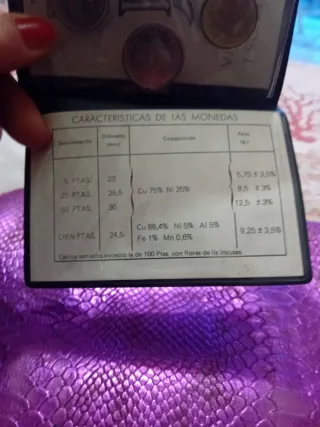 CARACTERISTICAS DE LAS MONEDAS
Denominación Diámetro (mm.) Composición Peso (gr.)
5 PTAS. 23 5,75 ± 3,5%
25 PTAS. 26,5 Cu 75% Ni 25% 8,5 ± 3%
50 PTAS. 30 12,5 ± 3%
CIEN PTAS. 24,5 Cu 88,4% Ni 5% Al 5% 9,25 ± 3,5%
Fe 1% Mn 0,6%
Cantos estriados excepto la de 100 Ptas. con flores de lis incusas